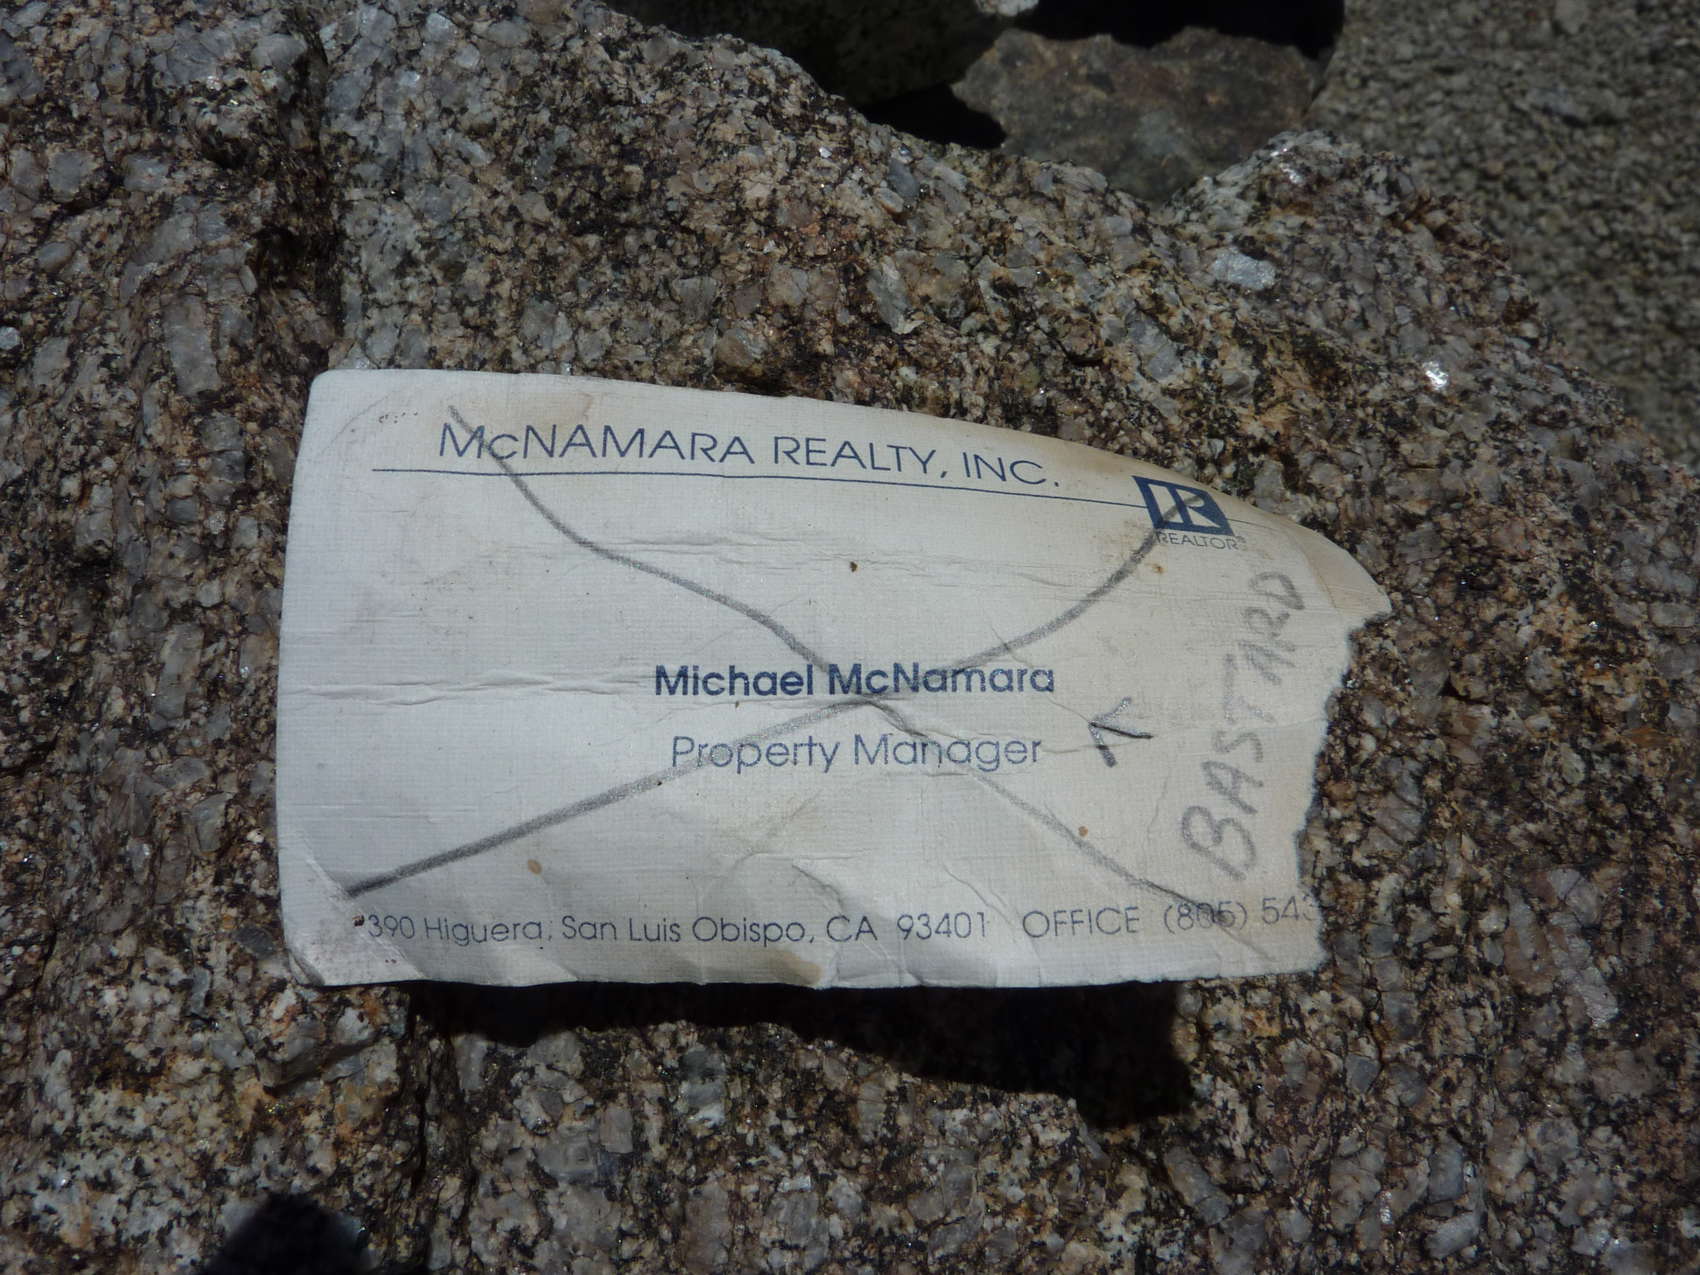 McNAMARA REALTY, INC.
REALTOR®
BASTARD
Michael McNamara
Property Manager
390 Higuera, San Luis Obispo, CA 93401 OFFICE (805) 543